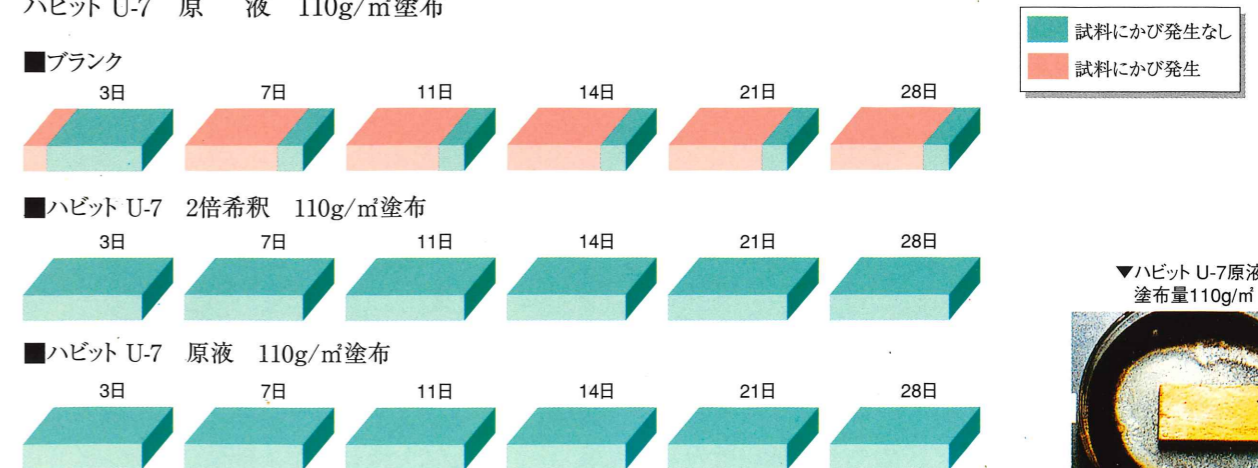 ハビット U-7 原 液 110g/㎡塗布
試料にかび発生なし
試料にかび発生
■ブランク
3日 7日 11日 14日 21日 28日
■ハビット U-7 2倍希釈 110g/㎡塗布
3日 7日 11日 14日 21日 28日
▼ハビット U-7原液
塗布量110g/㎡
■ハビット U-7 原液 110g/㎡塗布
3日 7日 11日 14日 21日 28日